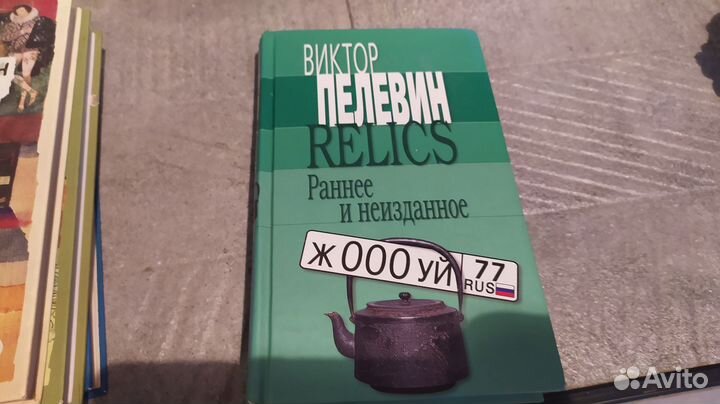 ВИКТОР
ПЕЛЕВИН
RELICS
Раннее
и неизданное
Ж 000 УЙ 77
RUS
Avito